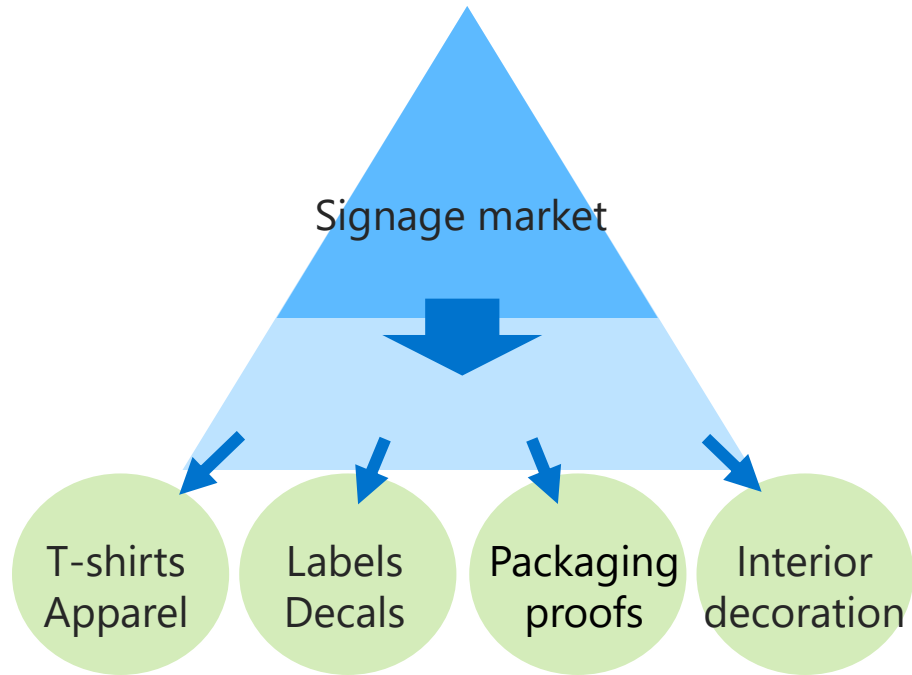 Signage market
T-shirts
Apparel
Labels
Decals
Packaging
proofs
Interior
decoration